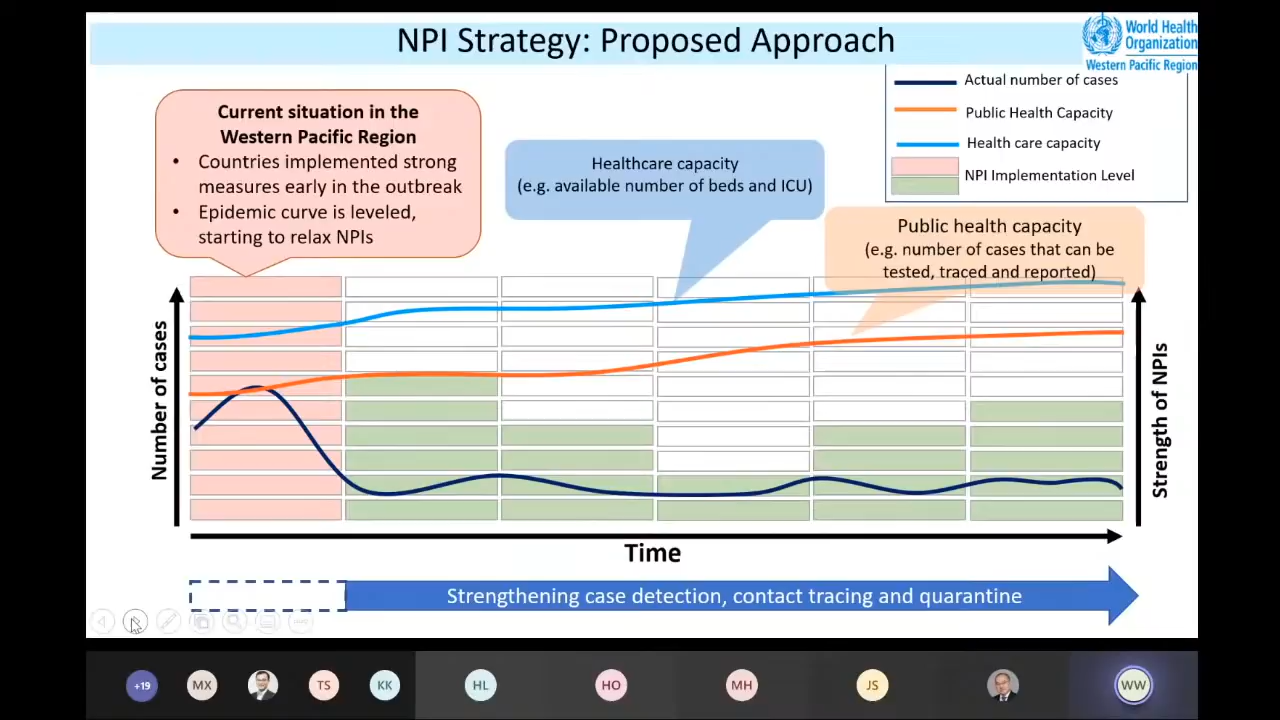 NPI Strategy: Proposed Approach
World Health
Organization
Western Pacific Region
Actual number of cases
Public Health Capacity
Health care capacity
NPI Implementation Level
Current situation in the
Western Pacific Region
• Countries implemented strong
measures early in the outbreak
• Epidemic curve is leveled,
starting to relax NPIs
Healthcare capacity
(e.g. available number of beds and ICU)
Public health capacity
(e.g. number of cases that can be
tested, traced and reported)
Number of cases
Strength of NPIs
Time
Strengthening case detection, contact tracing and quarantine
+19
MX
TS
KK
HL
HO
MH
JS
WW